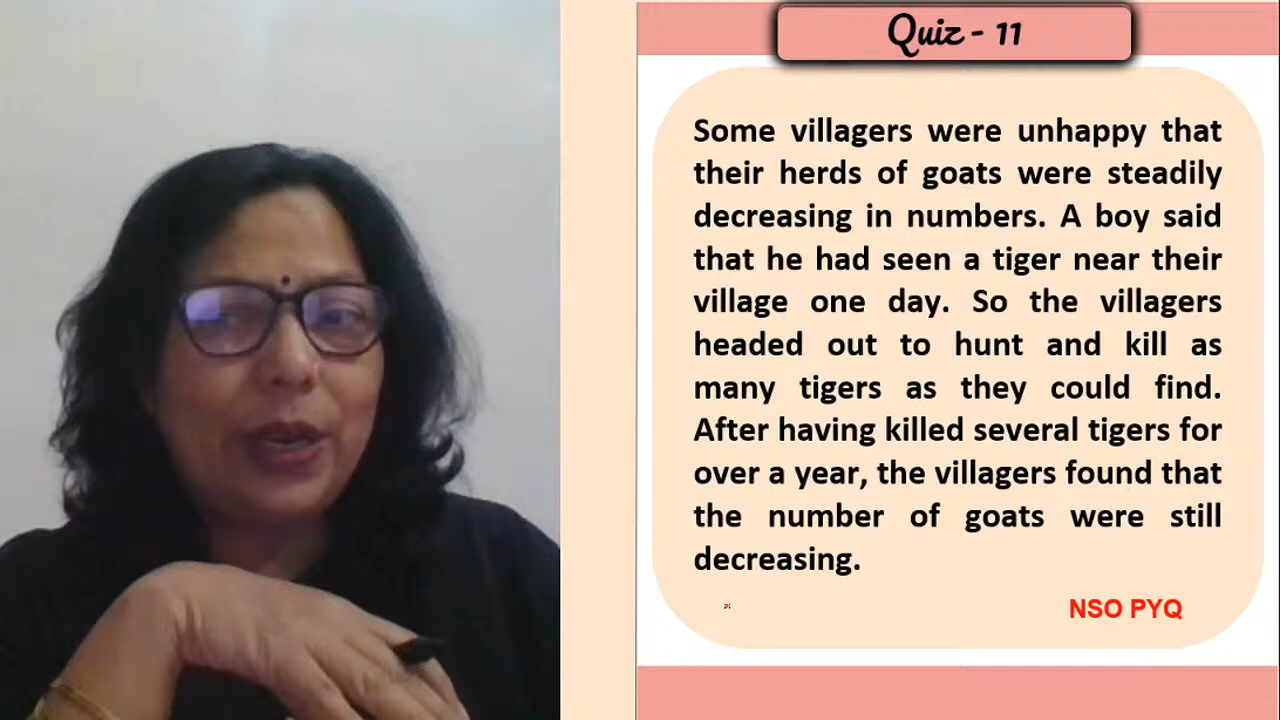 Quiz - 11
Some villagers were unhappy that
their herds of goats were steadily
decreasing in numbers. A boy said
that he had seen a tiger near their
village one day. So the villagers
headed out to hunt and kill as
many tigers as they could find.
After having killed several tigers for
over a year, the villagers found that
the number of goats were still
decreasing.
NSO PYQ